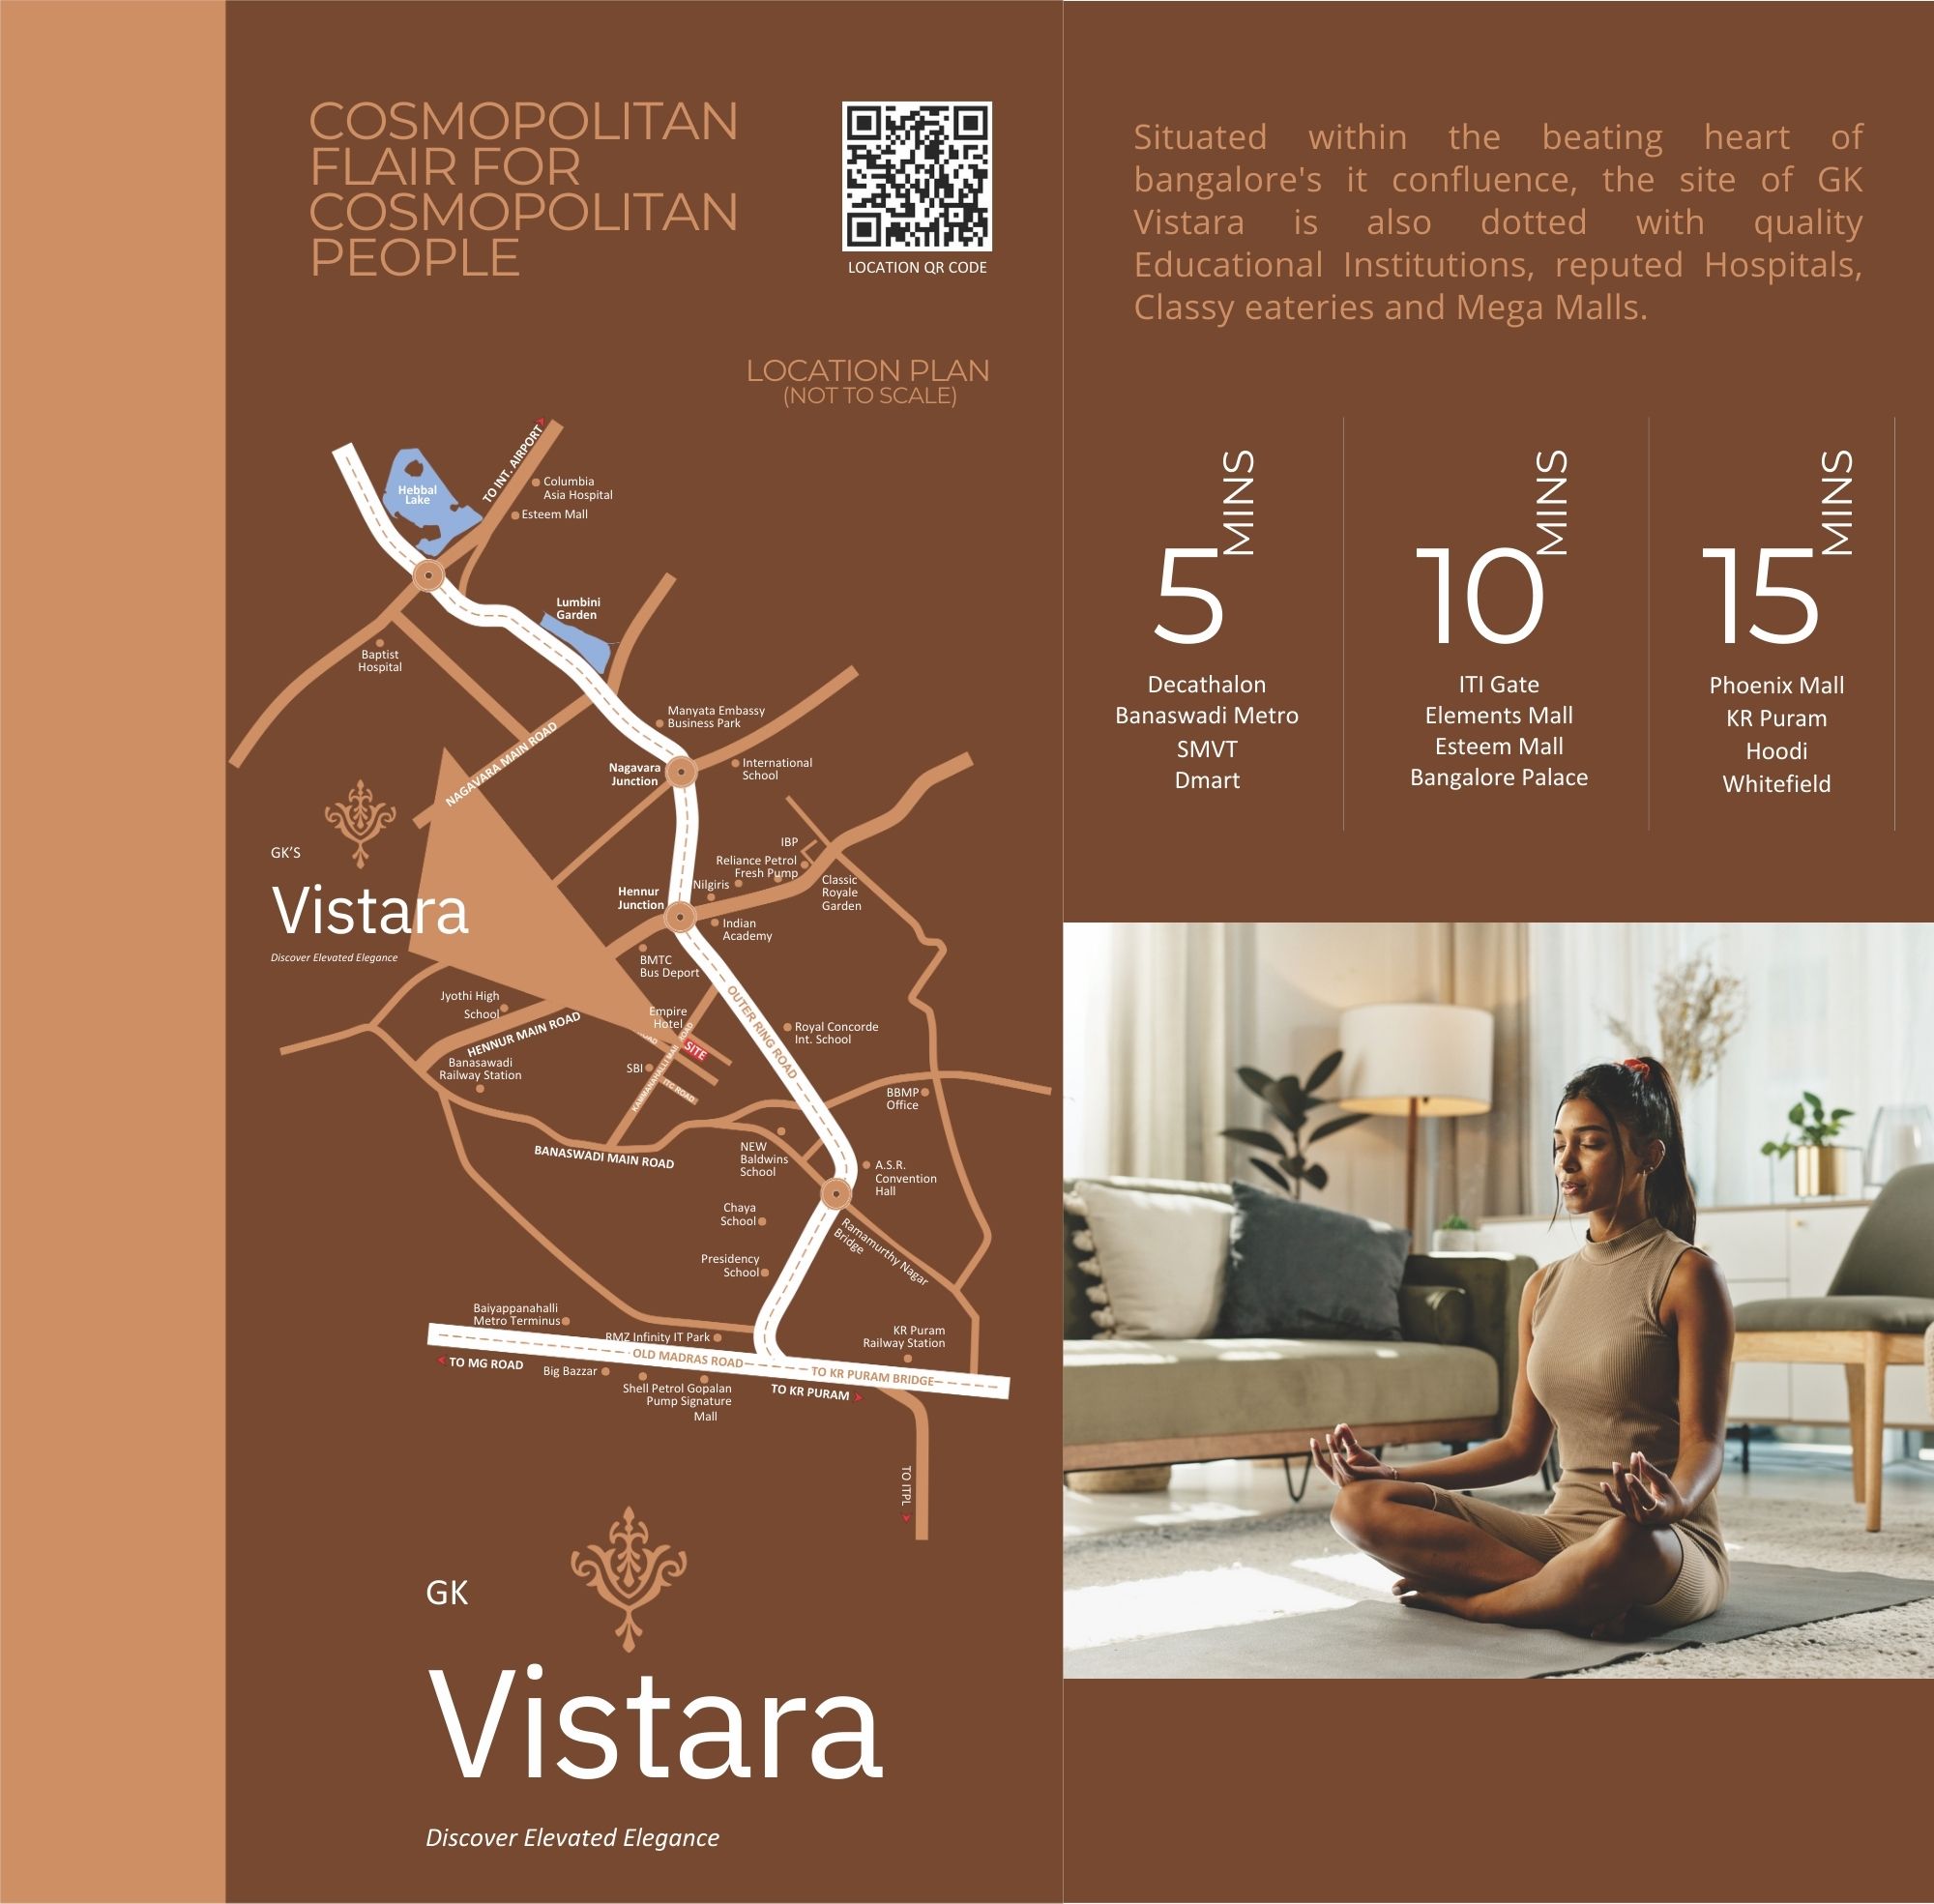 COSMOPOLITAN
FLAIR FOR
COSMOPOLITAN
PEOPLE
LOCATION QR CODE
LOCATION PLAN
(NOT TO SCALE)
TO INT. AIRPORT
Hebbal
Lake
Columbia
Asia Hospital
Esteem Mall
Lumbini
Garden
Baptist
Hospital
Manyata Embassy
Business Park
NAGAVARA MAIN ROAD
Nagavara
Junction
International
School
GK'S
Vistara
Discover Elevated Elegance
IBP
Reliance Petrol
Fresh Pump
Nilgiris
Classic
Royale
Garden
Hennur
Junction
Indian
Academy
BMTC
Bus Deport
OUTER RING ROAD
Jyothi High
School
HENNUR MAIN ROAD
Empire
Hotel
Royal Concorde
Int. School
SITE
Banasawadi
Railway Station
SBI
ITC ROAD
BBMP
Office
BANASWADI MAIN ROAD
NEW
Baldwins
School
A.S.R.
Convention
Hall
Chaya
School
Ramamurthy Nagar
Bridge
Presidency
School
Baiyappanahalli
Metro Terminus
RMZ Infinity IT Park
KR Puram
Railway Station
OLD MADRAS ROAD
TO KR PURAM BRIDGE
TO MG ROAD
Big Bazzar
Shell Petrol Gopalan
Pump Signature
Mall
TO KR PURAM
TO ITPL
GK
Vistara
Discover Elevated Elegance
Situated within the beating heart of
bangalore's it confluence, the site of GK
Vistara is also dotted with quality
Educational Institutions, reputed Hospitals,
Classy eateries and Mega Malls.
5 MINS
Decathalon
Banaswadi Metro
SMVT
Dmart
10 MINS
ITI Gate
Elements Mall
Esteem Mall
Bangalore Palace
15 MINS
Phoenix Mall
KR Puram
Hoodi
Whitefield